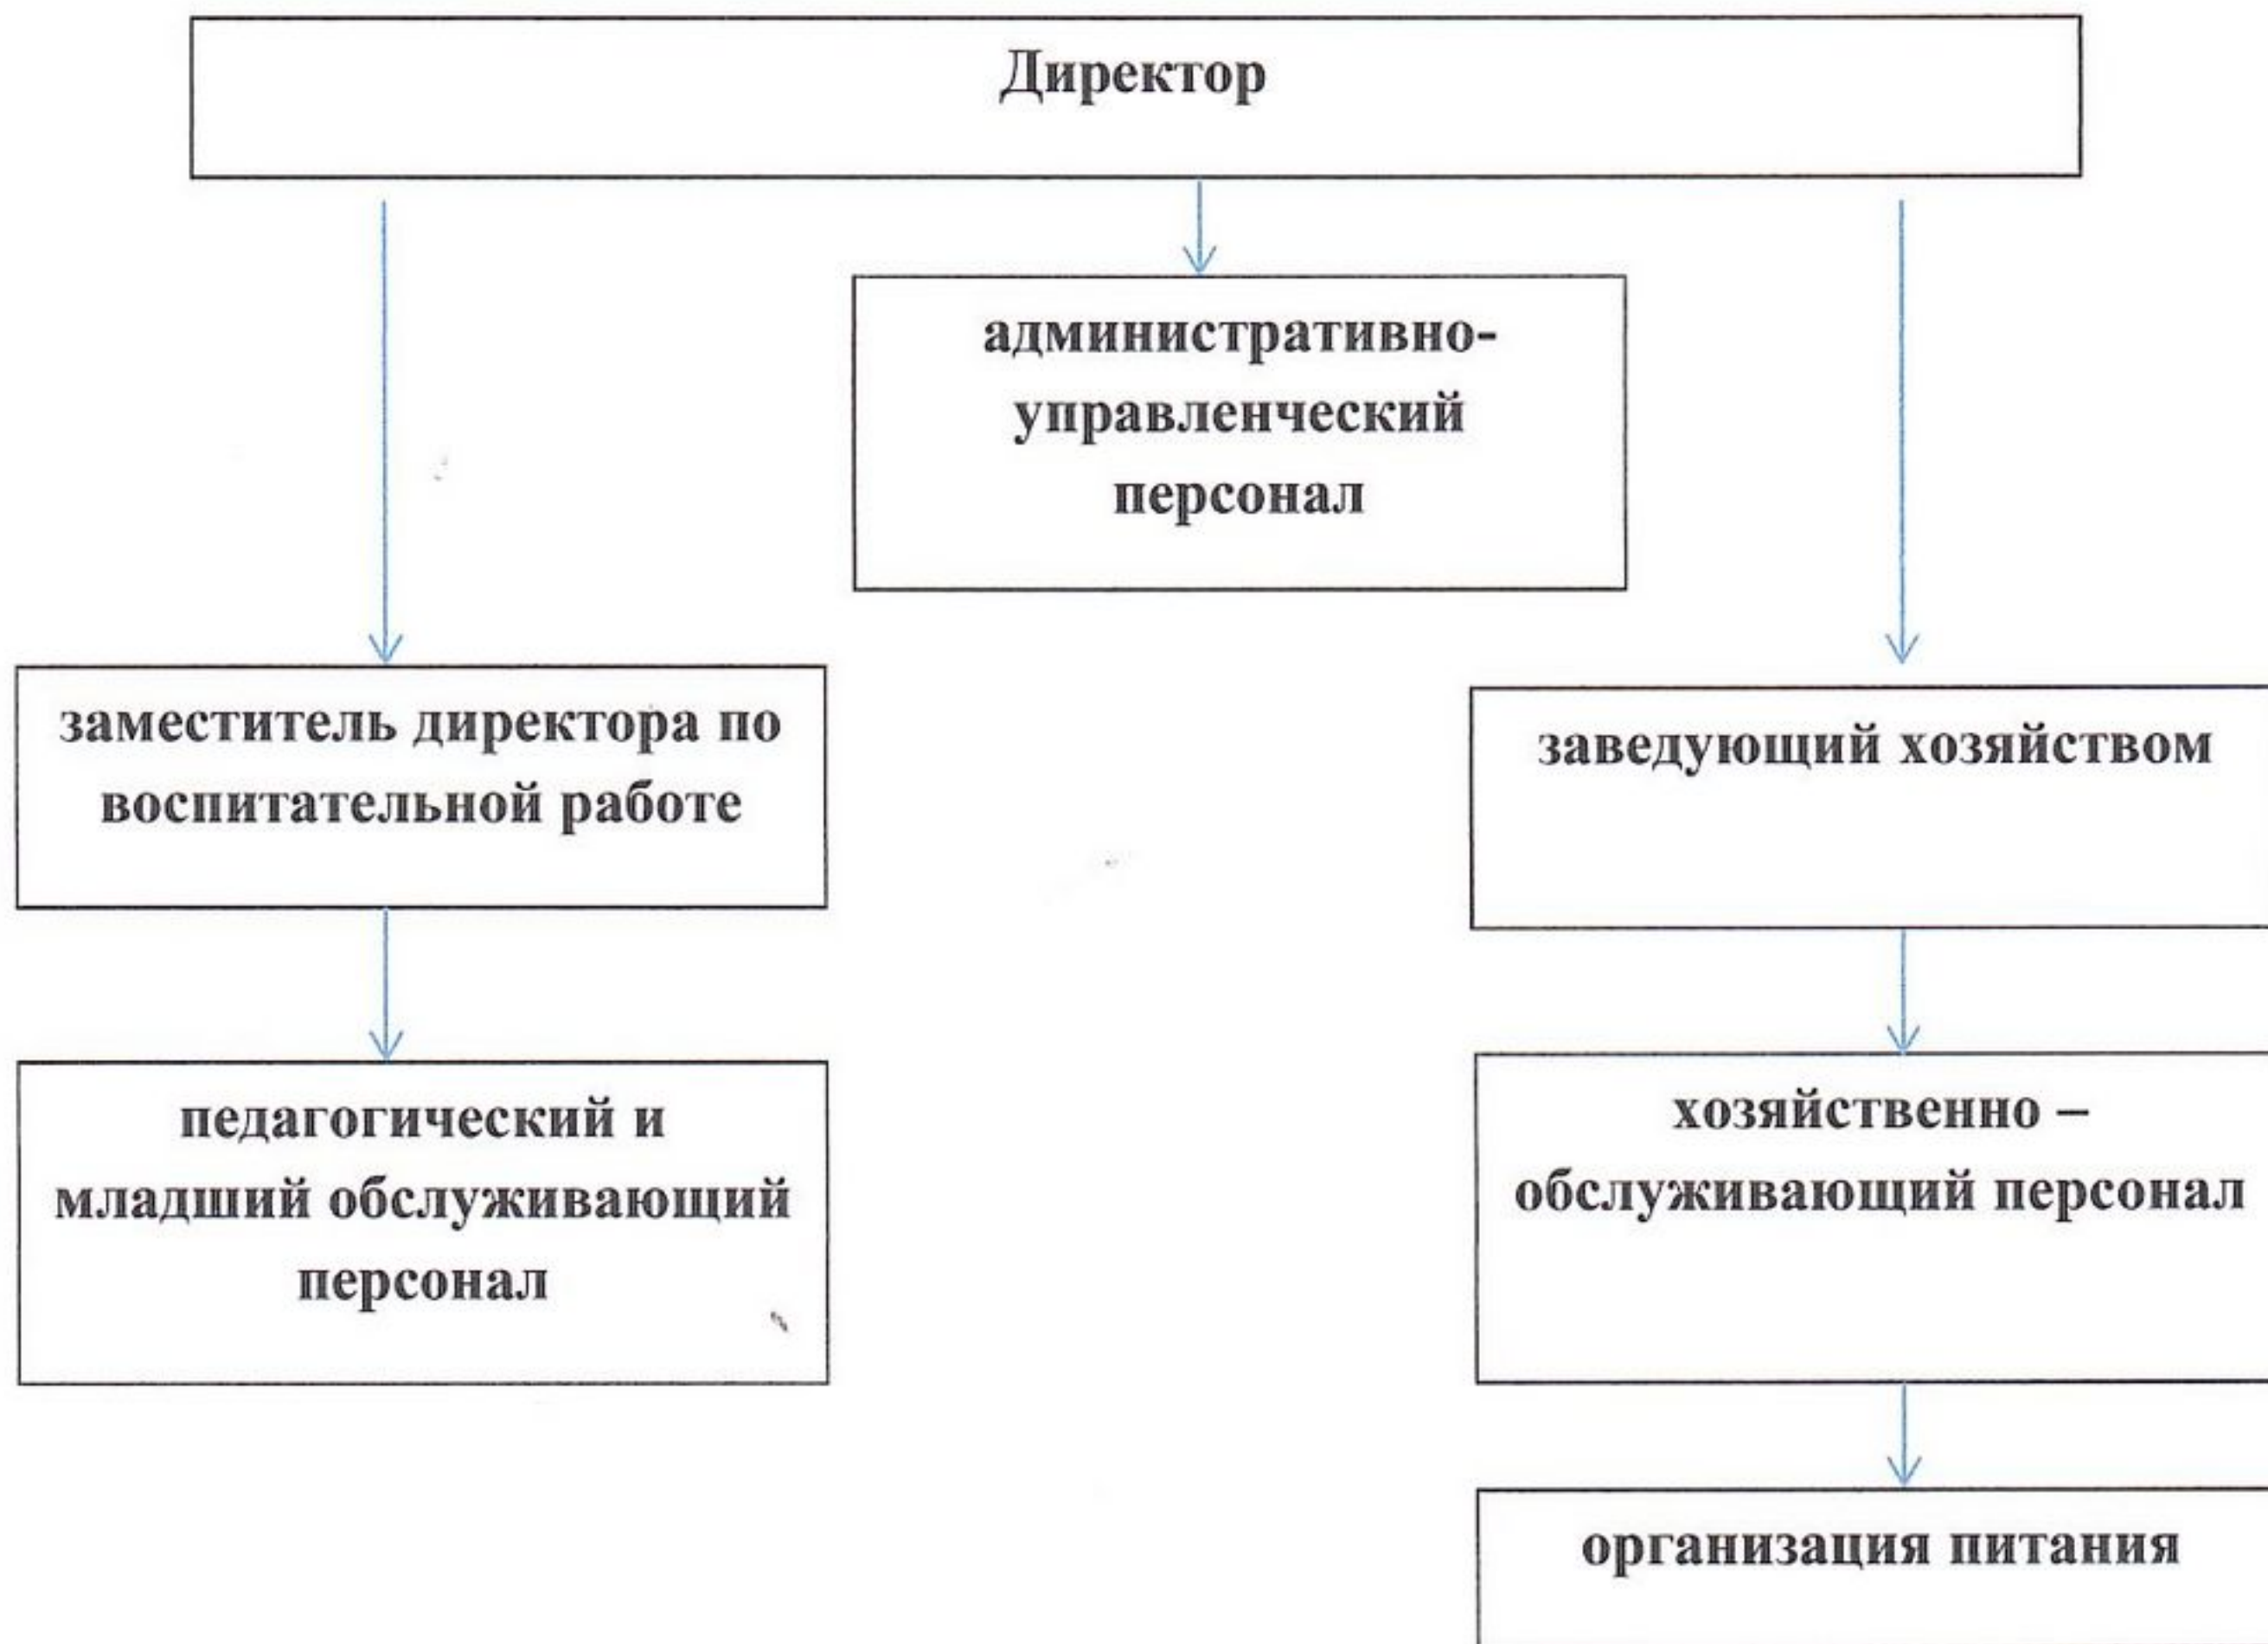 Директор
административно-
управленческий
персонал
заместитель директора по
воспитательной работе
заведующий хозяйством
педагогический и
младший обслуживающий
персонал
хозяйственно –
обслуживающий персонал
организация питания